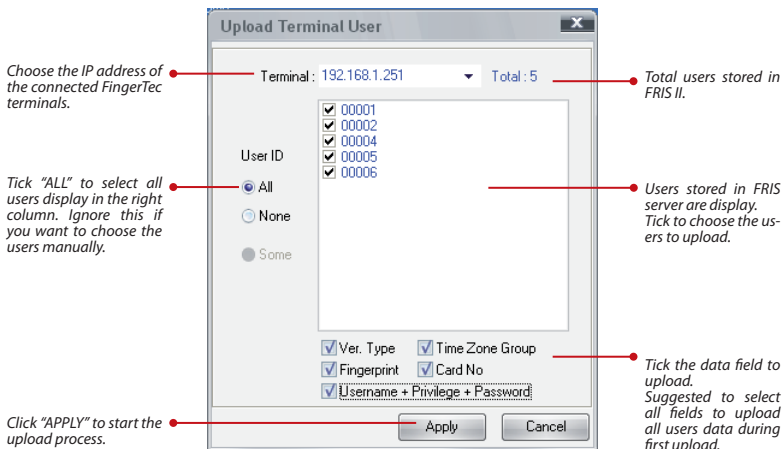 Upload Terminal User
X
Choose the IP address of
the connected FingerTec
terminals.
Terminal : 192.168.1.251
Total : 5
Total users stored in
FRIS II.
00001
00002
00004
00005
00006
User ID
All
None
Some
Tick "ALL" to select all
users display in the right
column. Ignore this if
you want to choose the
users manually.
Users stored in FRIS
server are display.
Tick to choose the us-
ers to upload.
Ver. Type
Time Zone Group
Fingerprint
Card No
Username + Privilege + Password
Tick the data field to
upload.
Suggested to select
all fields to upload
all users data during
first upload.
Click "APPLY" to start the
upload process.
Apply
Cancel